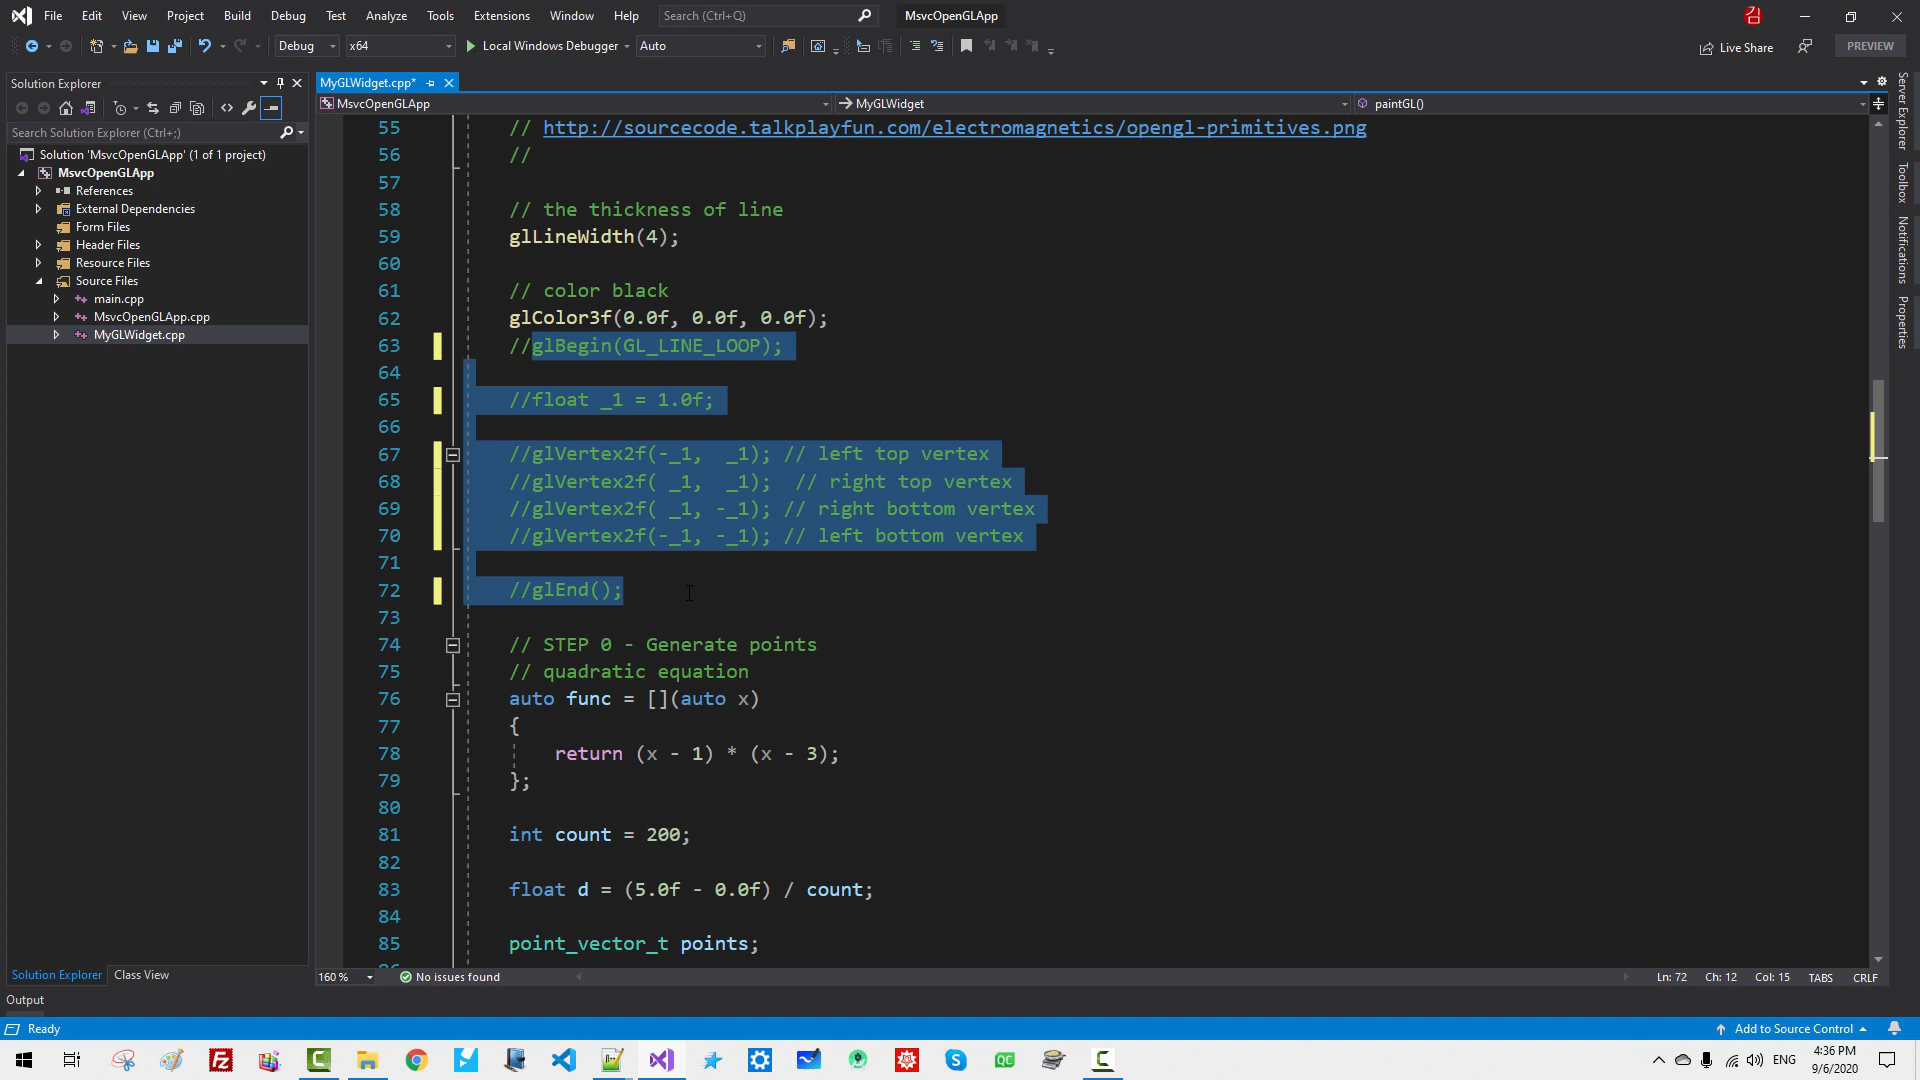 File Edit View Project Build Debug Test Analyze Tools Extensions Window Help Search (Ctrl+Q) MsvcOpenGLApp
Debug x64 Local Windows Debugger Auto Live Share PREVIEW
Solution Explorer
Search Solution Explorer (Ctrl+;)
Solution 'MsvcOpenGLApp' (1 of 1 project)
MsvcOpenGLApp
References
External Dependencies
Form Files
Header Files
Resource Files
Source Files
main.cpp
MsvcOpenGLApp.cpp
MyGLWidget.cpp
Solution Explorer Class View
MyGLWidget.cpp*
MsvcOpenGLApp MyGLWidget paintGL()
55 // http://sourcecode.talkplayfun.com/electromagnetics/opengl-primitives.png
56 //
57
58 // the thickness of line
59 glLineWidth(4);
60
61 // color black
62 glColor3f(0.0f, 0.0f, 0.0f);
63 //glBegin(GL_LINE_LOOP);
64
65 //float _1 = 1.0f;
66
67 //glVertex2f(-_1,  _1); // left top vertex
68 //glVertex2f( _1,  _1);  // right top vertex
69 //glVertex2f( _1, -_1); // right bottom vertex
70 //glVertex2f(-_1, -_1); // left bottom vertex
71
72 //glEnd();
73
74 // STEP 0 - Generate points
75 // quadratic equation
76 auto func = [](auto x)
77 {
78 return (x - 1) * (x - 3);
79 };
80
81 int count = 200;
82
83 float d = (5.0f - 0.0f) / count;
84
85 point_vector_t points;
160 % No issues found Ln: 72 Ch: 12 Col: 15 TABS CRLF
Server Explorer
Toolbox
Notifications
Properties
Output
Ready Add to Source Control
ENG
4:36 PM
9/6/2020